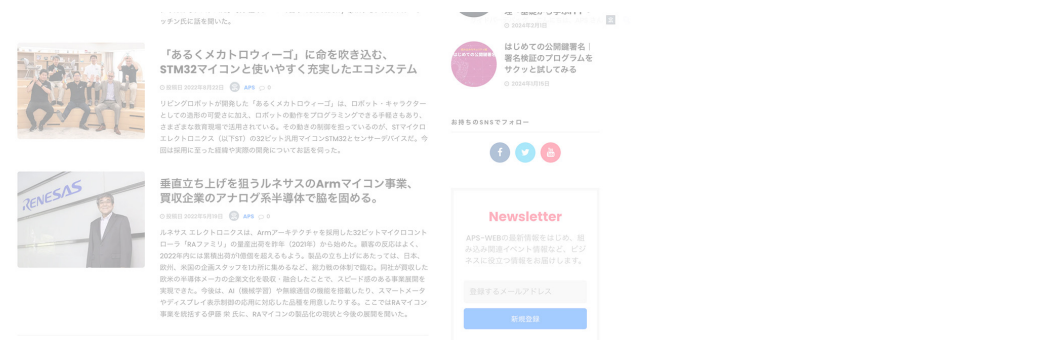 ッチン氏に話を聞いた。
「あるくメカトロウィーゴ」に命を吹き込む、
STM32マイコンと使いやすく充実したエコシステム
投稿日 2022年8月22日 APS 0
リビングロボットが開発した「あるくメカトロウィーゴ」は、ロボット・キャラクター
としての造形の可愛さに加え、ロボットの動作をプログラミングできる手軽さもあり、
さまざまな教育現場で活用されている。その動きの制御を担っているのが、STマイクロ
エレクトロニクス（以下ST）の32ビット汎用マイコンSTM32とセンサーデバイスだ。今
回は採用に至った経緯や実際の開発についてお話を伺った。
RENESAS
垂直立ち上げを狙うルネサスのArmマイコン事業、
買収企業のアナログ系半導体で脇を固める。
投稿日 2022年5月19日 APS 0
ルネサス エレクトロニクスは、Armアーキテクチャを採用した32ビットマイクロコント
ローラ「RAファミリ」の量産出荷を昨年（2021年）から始めた。顧客の反応はよく、
2022年内には累積出荷が1億個を超えるもよう。製品の立ち上げにあたっては、日本、
欧州、米国の企画スタッフを1カ所に集めるなど、総力戦の体制で臨む。同社が買収した
欧米の半導体メーカの企業文化を吸収・融合したことで、スピード感のある事業展開を
実現できた。今後は、AI（機械学習）や無線通信の機能を搭載したり、スマートメータ
やディスプレイ表示制御の応用に対応した品種を用意したりする。ここではRAマイコン
事業を統括する伊藤 栄 氏に、RAマイコンの製品化の現状と今後の展開を聞いた。
2024年2月1日
はじめての公開鍵署名｜
署名検証のプログラムを
サクッと試してみる
2024年1月16日
お持ちのSNSでフォロー
Newsletter
APS-WEBの最新情報をはじめ、組
み込み関連イベント情報など、ビジ
ネスに役立つ情報をお届けします。
登録するメールアドレス
新規登録